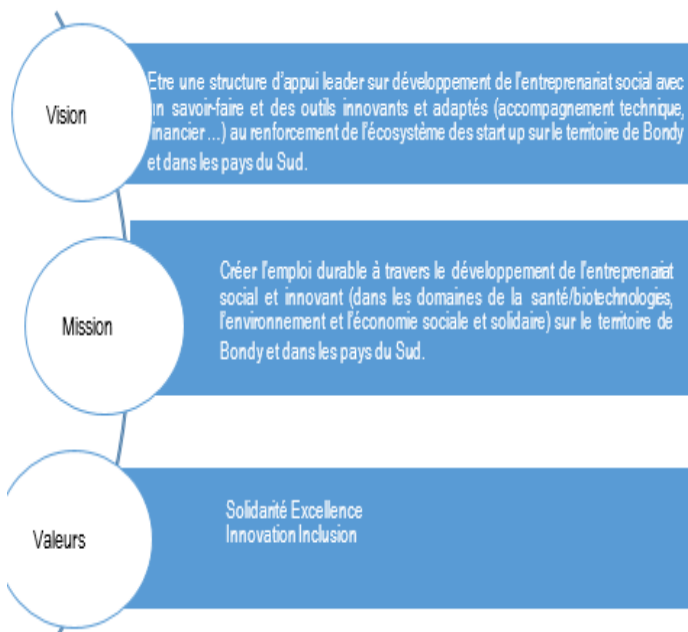 Vision
Etre une structure d'appui leader sur développement de l'entreprenariat social avec
un savoir-faire et des outils innovants et adaptés (accompagnement technique,
financier ...) au renforcement de l'écosystème des start up sur le territoire de Bondy
et dans les pays du Sud.
Mission
Créer l'emploi durable à travers le développement de l'entreprenariat
social et innovant (dans les domaines de la santé/biotechnologies,
l'environnement et l'économie sociale et solidaire) sur le territoire de
Bondy et dans les pays du Sud.
Valeurs
Solidarité Excellence
Innovation Inclusion